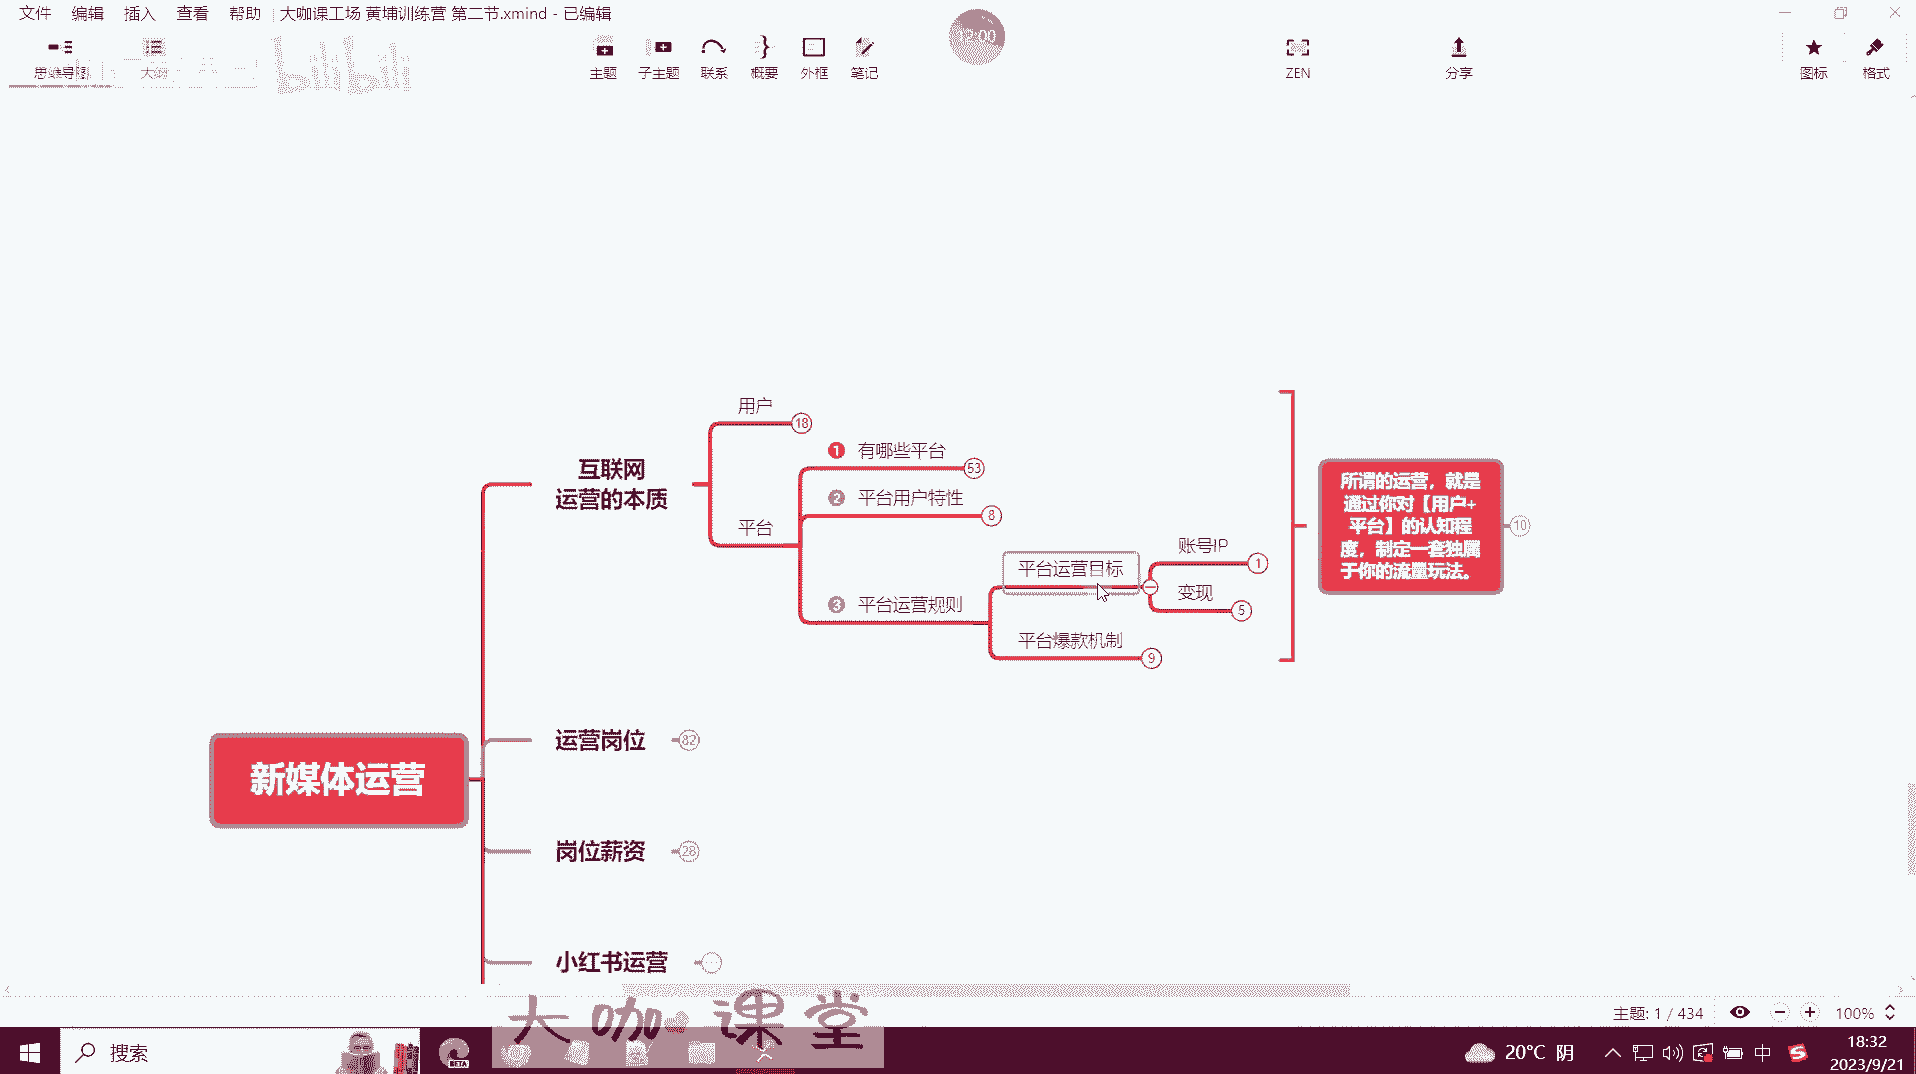 文件 编辑 插入 查看 帮助 大咖课工场 黄埔训练营 第二节.xmind - 已编辑
思维导图 大纲 主题 子主题 联系 概要 外框 笔记 ZEN 分享 图标 格式
bilibili
12:00
用户 18
1 有哪些平台 53
2 平台用户特性 8
互联网
运营的本质
平台
账号IP 1
平台运营目标
变现 5
3 平台运营规则
平台爆款机制 9
所谓的运营，就是
通过你对【用户+
平台】的认知程
度，制定一套独属
于你的流量玩法。
10
运营岗位 82
新媒体运营
岗位薪资 28
小红书运营
大咖课堂
主题: 1 / 434 100%
搜索 BETA 20°C 阴 中 18:32
2023/9/21